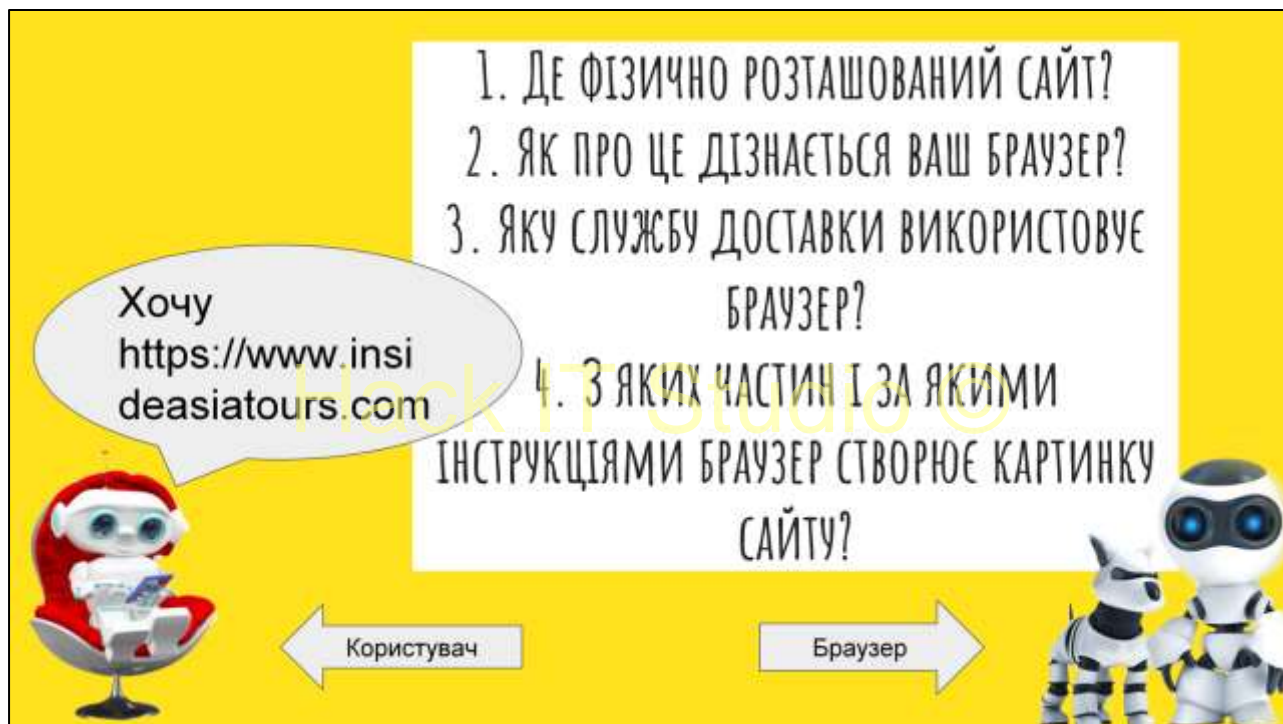 1. Де фізично розташований сайт?
2. Як про це дізнається ваш браузер?
3. Яку службу доставки використовує
браузер?
4. З яких частин і за якими
інструкціями браузер створює картинку
сайту?
Хочу
https://www.insi
deasiatours.com
Hack IT Studio ©
Користувач
Браузер